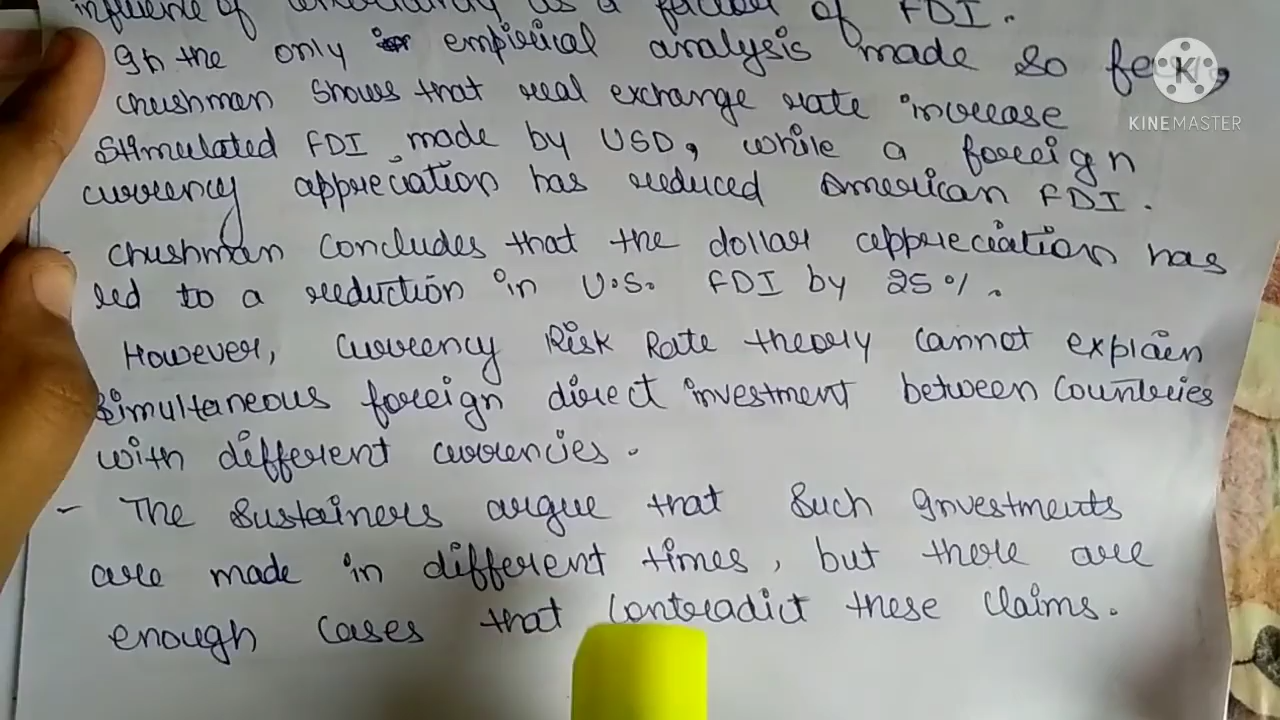 influence of uncertainty as a factor of FDI.
In the only empirical analysis made so far,
Chushman shows that real exchange rate increase
stimulated FDI made by USD, while a foreign
currency appreciation has reduced American FDI.
- Chushman concludes that the dollar appreciation has
led to a reduction in U.S. FDI by 25%.
However, currency Risk Rate theory cannot explain
simultaneous foreign direct investment between Countries
with different currencies.
- The Sustainers argue that Such Investments
are made in different times, but there are
enough cases that Contradict these Claims.
K
KINEMASTER